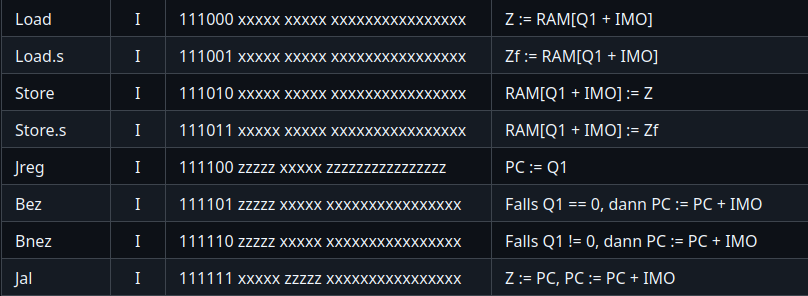 Load I 111000 xxxxx xxxxx xxxxxxxxxxxxxxxx Z := RAM[Q1 + IMO]
Load.s I 111001 xxxxx xxxxx xxxxxxxxxxxxxxxx Zf := RAM[Q1 + IMO]
Store I 111010 xxxxx xxxxx xxxxxxxxxxxxxxxx RAM[Q1 + IMO] := Z
Store.s I 111011 xxxxx xxxxx xxxxxxxxxxxxxxxx RAM[Q1 + IMO] := Zf
Jreg I 111100 zzzzz xxxxx zzzzzzzzzzzzzzzz PC := Q1
Bez I 111101 zzzzz xxxxx xxxxxxxxxxxxxxxx Falls Q1 == 0, dann PC := PC + IMO
Bnez I 111110 zzzzz xxxxx xxxxxxxxxxxxxxxx Falls Q1 != 0, dann PC := PC + IMO
Jal I 111111 xxxxx zzzzz xxxxxxxxxxxxxxxx Z := PC, PC := PC + IMO